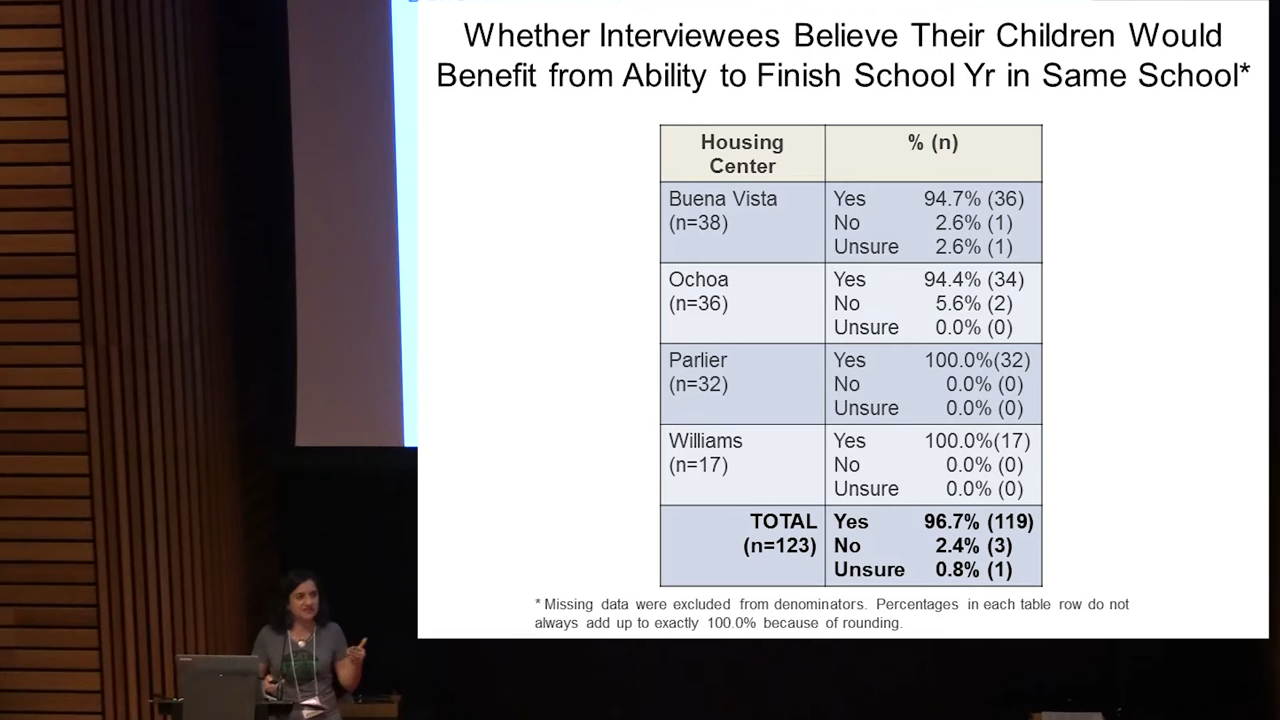 Whether Interviewees Believe Their Children Would
Benefit from Ability to Finish School Yr in Same School*
Housing Center % (n)
Buena Vista Yes 94.7% (36)
(n=38) No 2.6% (1)
Unsure 2.6% (1)
Ochoa Yes 94.4% (34)
(n=36) No 5.6% (2)
Unsure 0.0% (0)
Parlier Yes 100.0%(32)
(n=32) No 0.0% (0)
Unsure 0.0% (0)
Williams Yes 100.0%(17)
(n=17) No 0.0% (0)
Unsure 0.0% (0)
TOTAL Yes 96.7% (119)
(n=123) No 2.4% (3)
Unsure 0.8% (1)
* Missing data were excluded from denominators. Percentages in each table row do not
always add up to exactly 100.0% because of rounding.